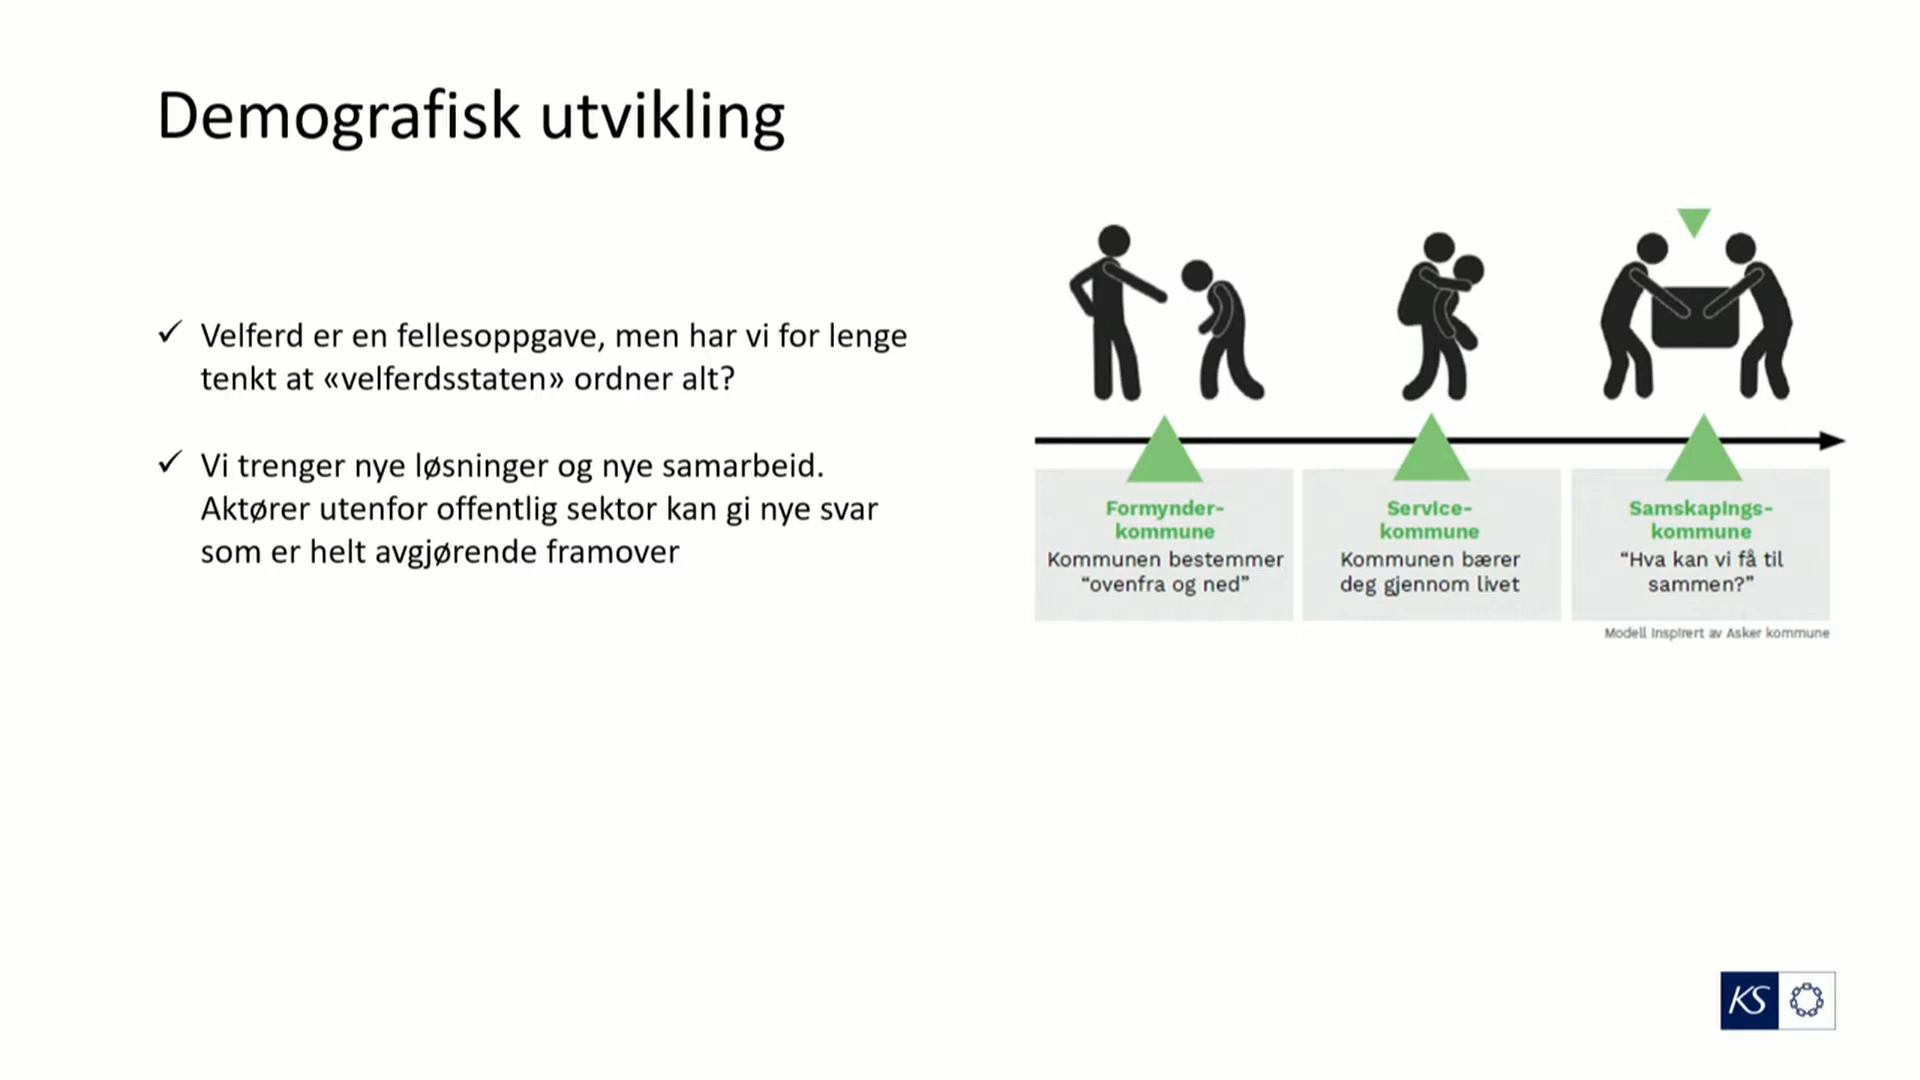 Demografisk utvikling
Velferd er en fellesoppgave, men har vi for lenge
tenkt at «velferdsstaten» ordner alt?
Vi trenger nye løsninger og nye samarbeid.
Aktører utenfor offentlig sektor kan gi nye svar
som er helt avgjørende framover
Formynder-
kommune
Kommunen bestemmer
“ovenfra og ned”
Service-
kommune
Kommunen bærer
deg gjennom livet
Samskapings-
kommune
“Hva kan vi få til
sammen?”
Modell inspirert av Asker kommune
KS